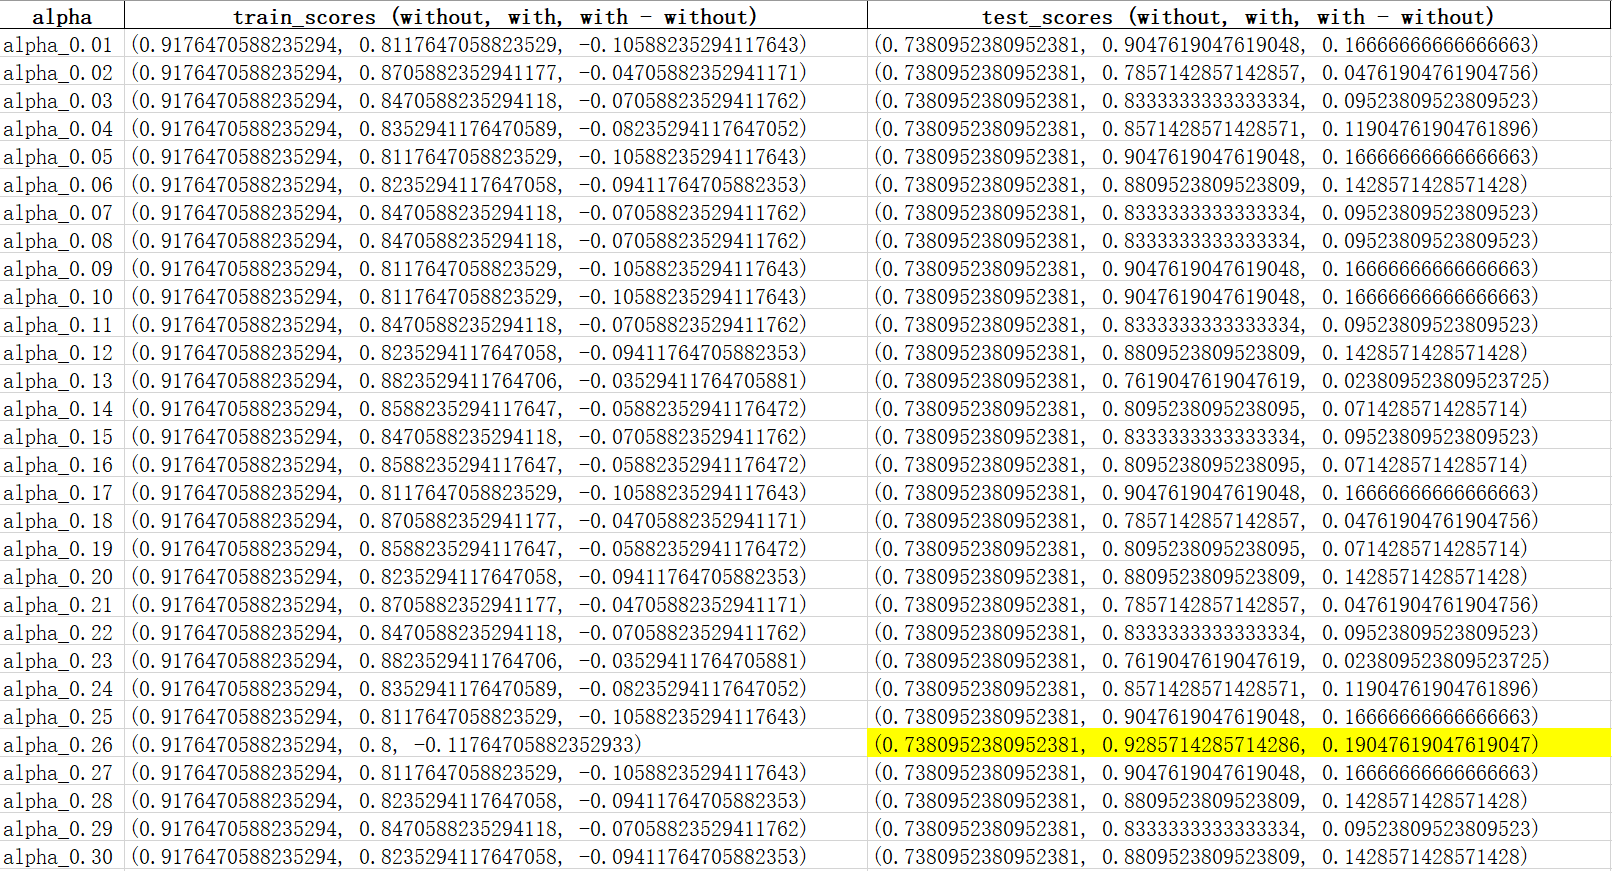 alpha train_scores (without, with, with - without) test_scores (without, with, with - without)
alpha_0.01 (0.9176470588235294, 0.8117647058823529, -0.10588235294117643) (0.7380952380952381, 0.9047619047619048, 0.16666666666666663)
alpha_0.02 (0.9176470588235294, 0.8705882352941177, -0.04705882352941171) (0.7380952380952381, 0.7857142857142857, 0.04761904761904756)
alpha_0.03 (0.9176470588235294, 0.8470588235294118, -0.07058823529411762) (0.7380952380952381, 0.8333333333333334, 0.09523809523809523)
alpha_0.04 (0.9176470588235294, 0.8352941176470589, -0.08235294117647052) (0.7380952380952381, 0.8571428571428571, 0.11904761904761896)
alpha_0.05 (0.9176470588235294, 0.8117647058823529, -0.10588235294117643) (0.7380952380952381, 0.9047619047619048, 0.16666666666666663)
alpha_0.06 (0.9176470588235294, 0.8235294117647058, -0.09411764705882353) (0.7380952380952381, 0.8809523809523809, 0.1428571428571428)
alpha_0.07 (0.9176470588235294, 0.8470588235294118, -0.07058823529411762) (0.7380952380952381, 0.8333333333333334, 0.09523809523809523)
alpha_0.08 (0.9176470588235294, 0.8470588235294118, -0.07058823529411762) (0.7380952380952381, 0.8333333333333334, 0.09523809523809523)
alpha_0.09 (0.9176470588235294, 0.8117647058823529, -0.10588235294117643) (0.7380952380952381, 0.9047619047619048, 0.16666666666666663)
alpha_0.10 (0.9176470588235294, 0.8117647058823529, -0.10588235294117643) (0.7380952380952381, 0.9047619047619048, 0.16666666666666663)
alpha_0.11 (0.9176470588235294, 0.8470588235294118, -0.07058823529411762) (0.7380952380952381, 0.8333333333333334, 0.09523809523809523)
alpha_0.12 (0.9176470588235294, 0.8235294117647058, -0.09411764705882353) (0.7380952380952381, 0.8809523809523809, 0.1428571428571428)
alpha_0.13 (0.9176470588235294, 0.8823529411764706, -0.03529411764705881) (0.7380952380952381, 0.7619047619047619, 0.023809523809523725)
alpha_0.14 (0.9176470588235294, 0.8588235294117647, -0.05882352941176472) (0.7380952380952381, 0.8095238095238095, 0.0714285714285714)
alpha_0.15 (0.9176470588235294, 0.8470588235294118, -0.07058823529411762) (0.7380952380952381, 0.8333333333333334, 0.09523809523809523)
alpha_0.16 (0.9176470588235294, 0.8588235294117647, -0.05882352941176472) (0.7380952380952381, 0.8095238095238095, 0.0714285714285714)
alpha_0.17 (0.9176470588235294, 0.8117647058823529, -0.10588235294117643) (0.7380952380952381, 0.9047619047619048, 0.16666666666666663)
alpha_0.18 (0.9176470588235294, 0.8705882352941177, -0.04705882352941171) (0.7380952380952381, 0.7857142857142857, 0.04761904761904756)
alpha_0.19 (0.9176470588235294, 0.8588235294117647, -0.05882352941176472) (0.7380952380952381, 0.8095238095238095, 0.0714285714285714)
alpha_0.20 (0.9176470588235294, 0.8235294117647058, -0.09411764705882353) (0.7380952380952381, 0.8809523809523809, 0.1428571428571428)
alpha_0.21 (0.9176470588235294, 0.8705882352941177, -0.04705882352941171) (0.7380952380952381, 0.7857142857142857, 0.04761904761904756)
alpha_0.22 (0.9176470588235294, 0.8470588235294118, -0.07058823529411762) (0.7380952380952381, 0.8333333333333334, 0.09523809523809523)
alpha_0.23 (0.9176470588235294, 0.8823529411764706, -0.03529411764705881) (0.7380952380952381, 0.7619047619047619, 0.023809523809523725)
alpha_0.24 (0.9176470588235294, 0.8352941176470589, -0.08235294117647052) (0.7380952380952381, 0.8571428571428571, 0.11904761904761896)
alpha_0.25 (0.9176470588235294, 0.8117647058823529, -0.10588235294117643) (0.7380952380952381, 0.9047619047619048, 0.16666666666666663)
alpha_0.26 (0.9176470588235294, 0.8, -0.11764705882352933) (0.7380952380952381, 0.9285714285714286, 0.19047619047619047)
alpha_0.27 (0.9176470588235294, 0.8117647058823529, -0.10588235294117643) (0.7380952380952381, 0.9047619047619048, 0.16666666666666663)
alpha_0.28 (0.9176470588235294, 0.8235294117647058, -0.09411764705882353) (0.7380952380952381, 0.8809523809523809, 0.1428571428571428)
alpha_0.29 (0.9176470588235294, 0.8470588235294118, -0.07058823529411762) (0.7380952380952381, 0.8333333333333334, 0.09523809523809523)
alpha_0.30 (0.9176470588235294, 0.8235294117647058, -0.09411764705882353) (0.7380952380952381, 0.8809523809523809, 0.1428571428571428)